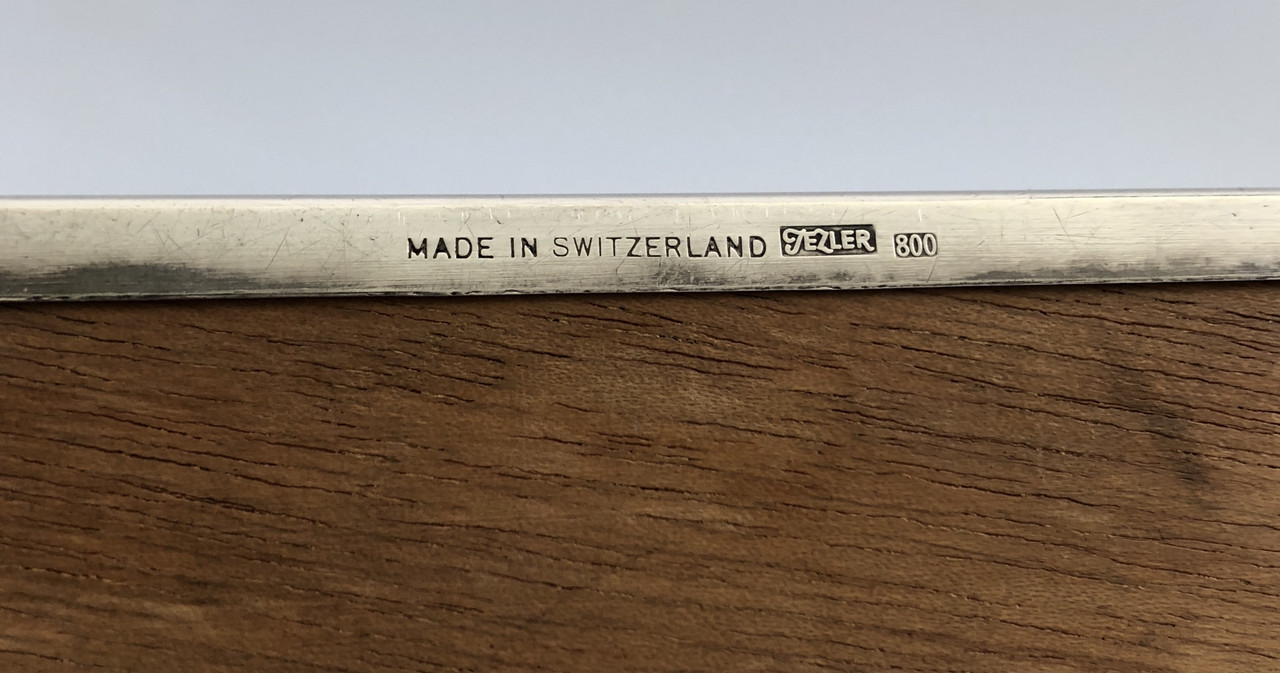 MADE IN SWITZERLAND JEZLER 800